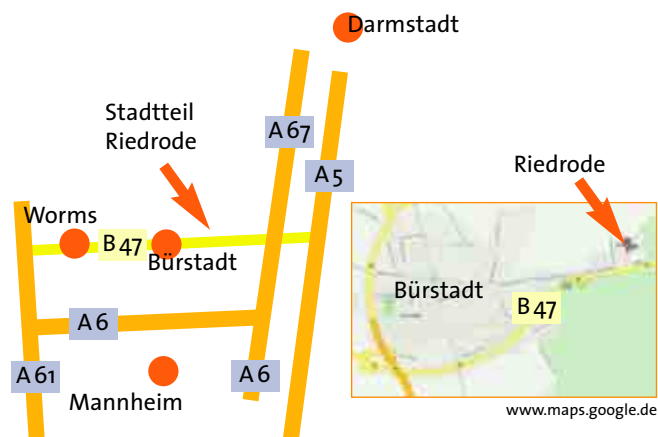 Darmstadt
Stadtteil
Riedrode
A 67
A 5
Riedrode
Worms
B 47
Bürstadt
Bürstadt
B 47
A 6
A 61
A 6
Mannheim
www.maps.google.de